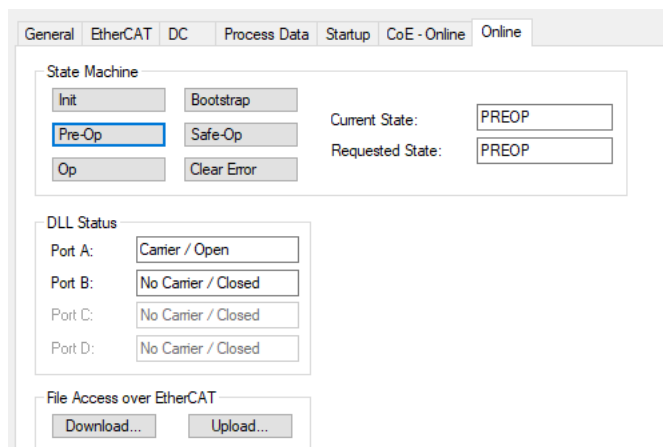 General EtherCAT DC Process Data Startup CoE - Online Online
State Machine
Init Bootstrap
Pre-Op Safe-Op
Op Clear Error
Current State: PREOP
Requested State: PREOP
DLL Status
Port A: Carrier / Open
Port B: No Carrier / Closed
Port C: No Carrier / Closed
Port D: No Carrier / Closed
File Access over EtherCAT
Download... Upload...